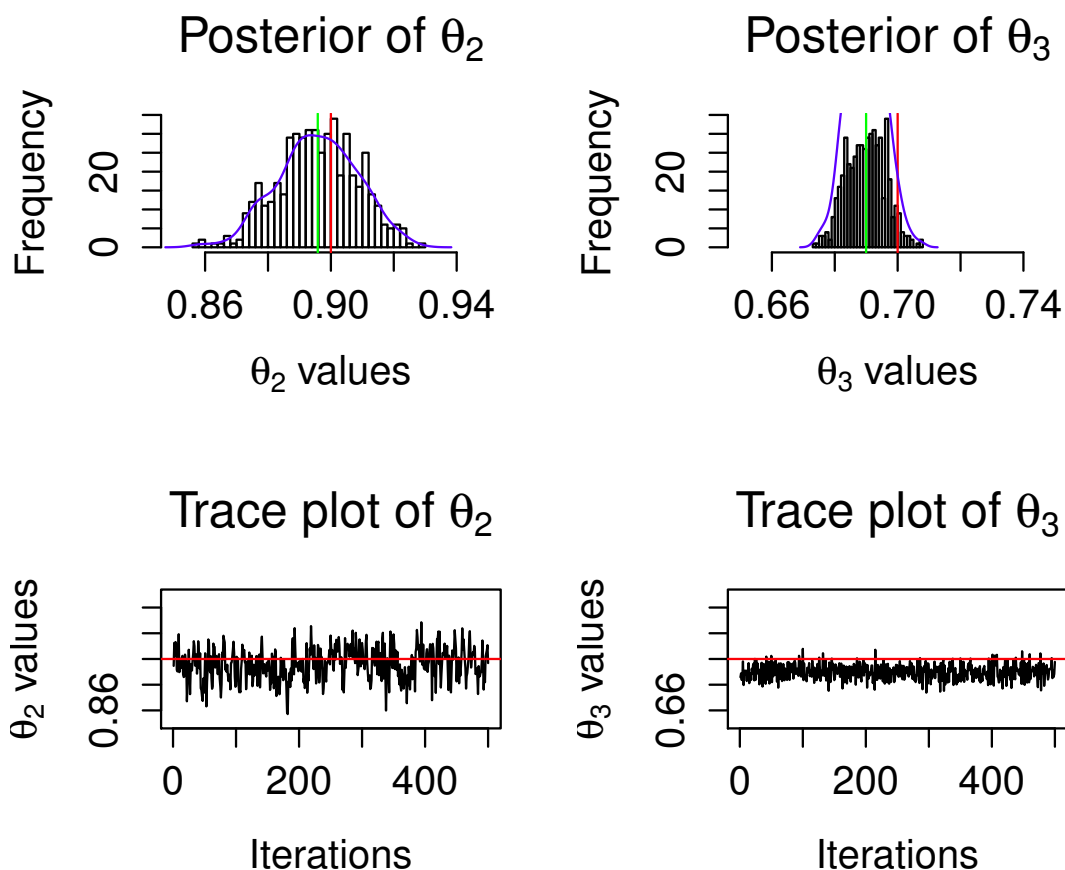 Posterior of θ₂
Frequency
0 20
0.86 0.90 0.94
θ₂ values
Posterior of θ₃
Frequency
0 20
0.66 0.70 0.74
θ₃ values
Trace plot of θ₂
θ₂ values
0.86
0 200 400
Iterations
Trace plot of θ₃
θ₃ values
0.66
0 200 400
Iterations